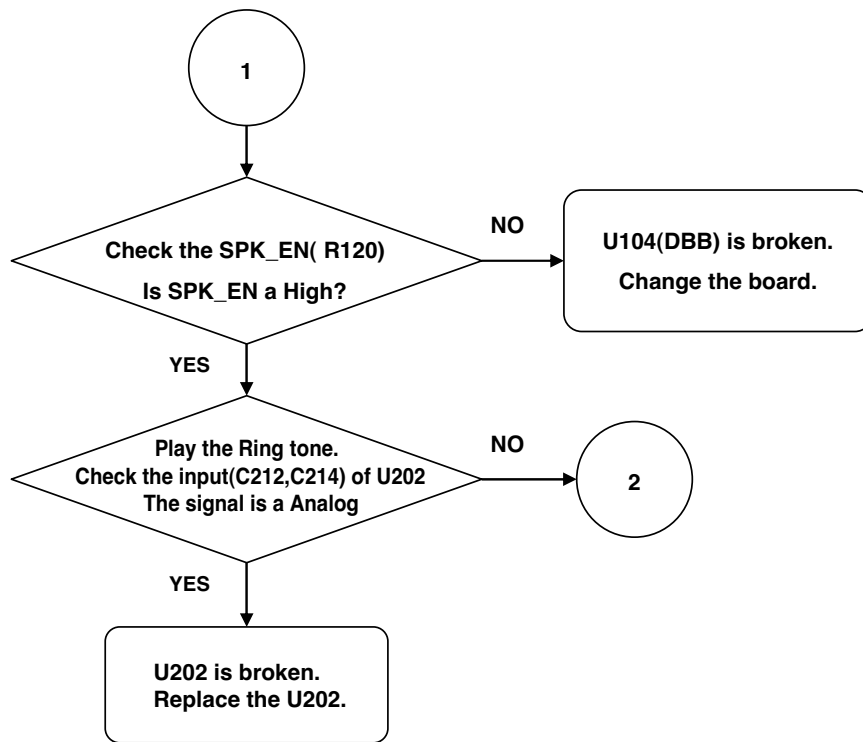 1
Check the SPK_EN( R120)
Is SPK_EN a High?
NO
U104(DBB) is broken.
Change the board.
YES
Play the Ring tone.
Check the input(C212,C214) of U202
The signal is a Analog
NO
2
YES
U202 is broken.
Replace the U202.